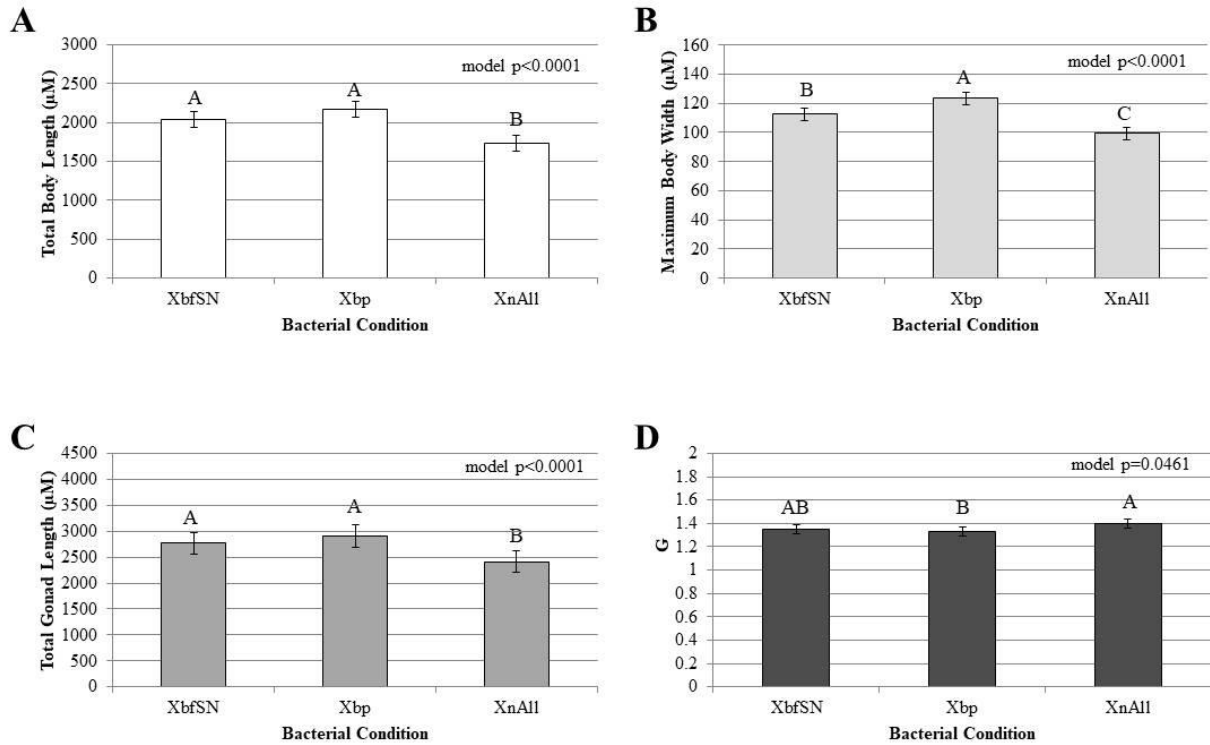 A
Total Body Length (µM)
3000
2500
2000
1500
1000
500
0
model p<0.0001
A
A
B
XbfSN
Xbp
XnAll
Bacterial Condition
B
Maximum Body Width (µM)
160
140
120
100
80
60
40
20
0
model p<0.0001
B
A
C
XbfSN
Xbp
XnAll
Bacterial Condition
C
Total Gonad Length (µM)
4500
4000
3500
3000
2500
2000
1500
1000
500
0
model p<0.0001
A
A
B
XbfSN
Xbp
XnAll
Bacterial Condition
D
G
2
1.8
1.6
1.4
1.2
1
0.8
0.6
0.4
0.2
0
model p=0.0461
AB
B
A
XbfSN
Xbp
XnAll
Bacterial Condition